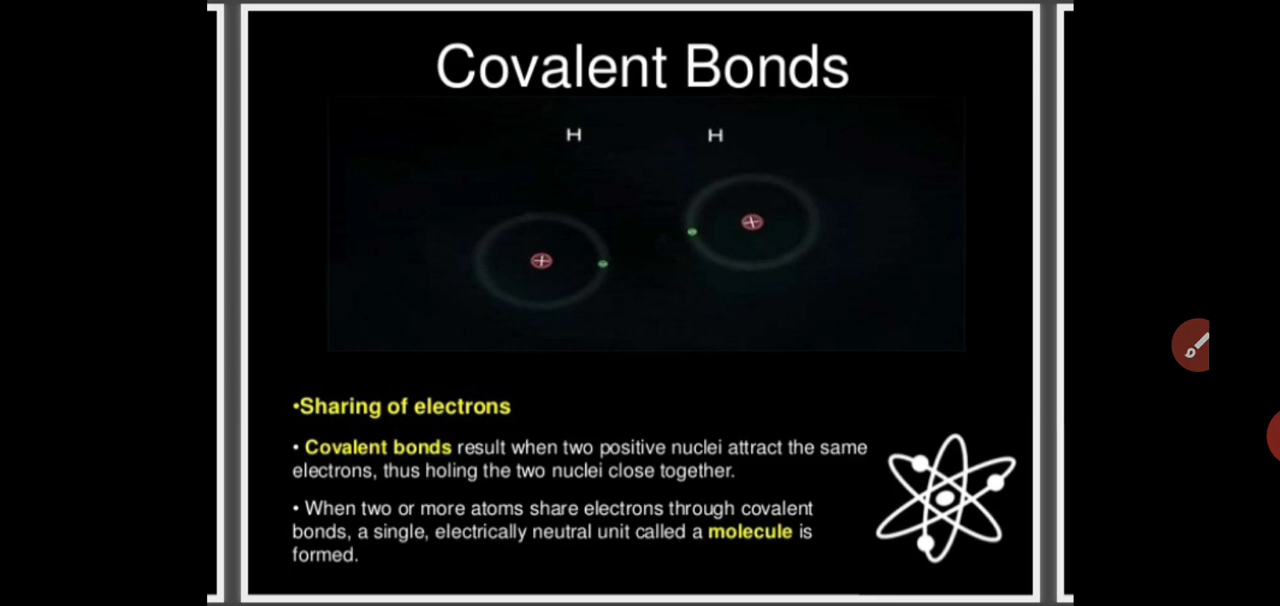 Covalent Bonds
H H
•Sharing of electrons
• Covalent bonds result when two positive nuclei attract the same
electrons, thus holing the two nuclei close together.
• When two or more atoms share electrons through covalent
bonds, a single, electrically neutral unit called a molecule is
formed.